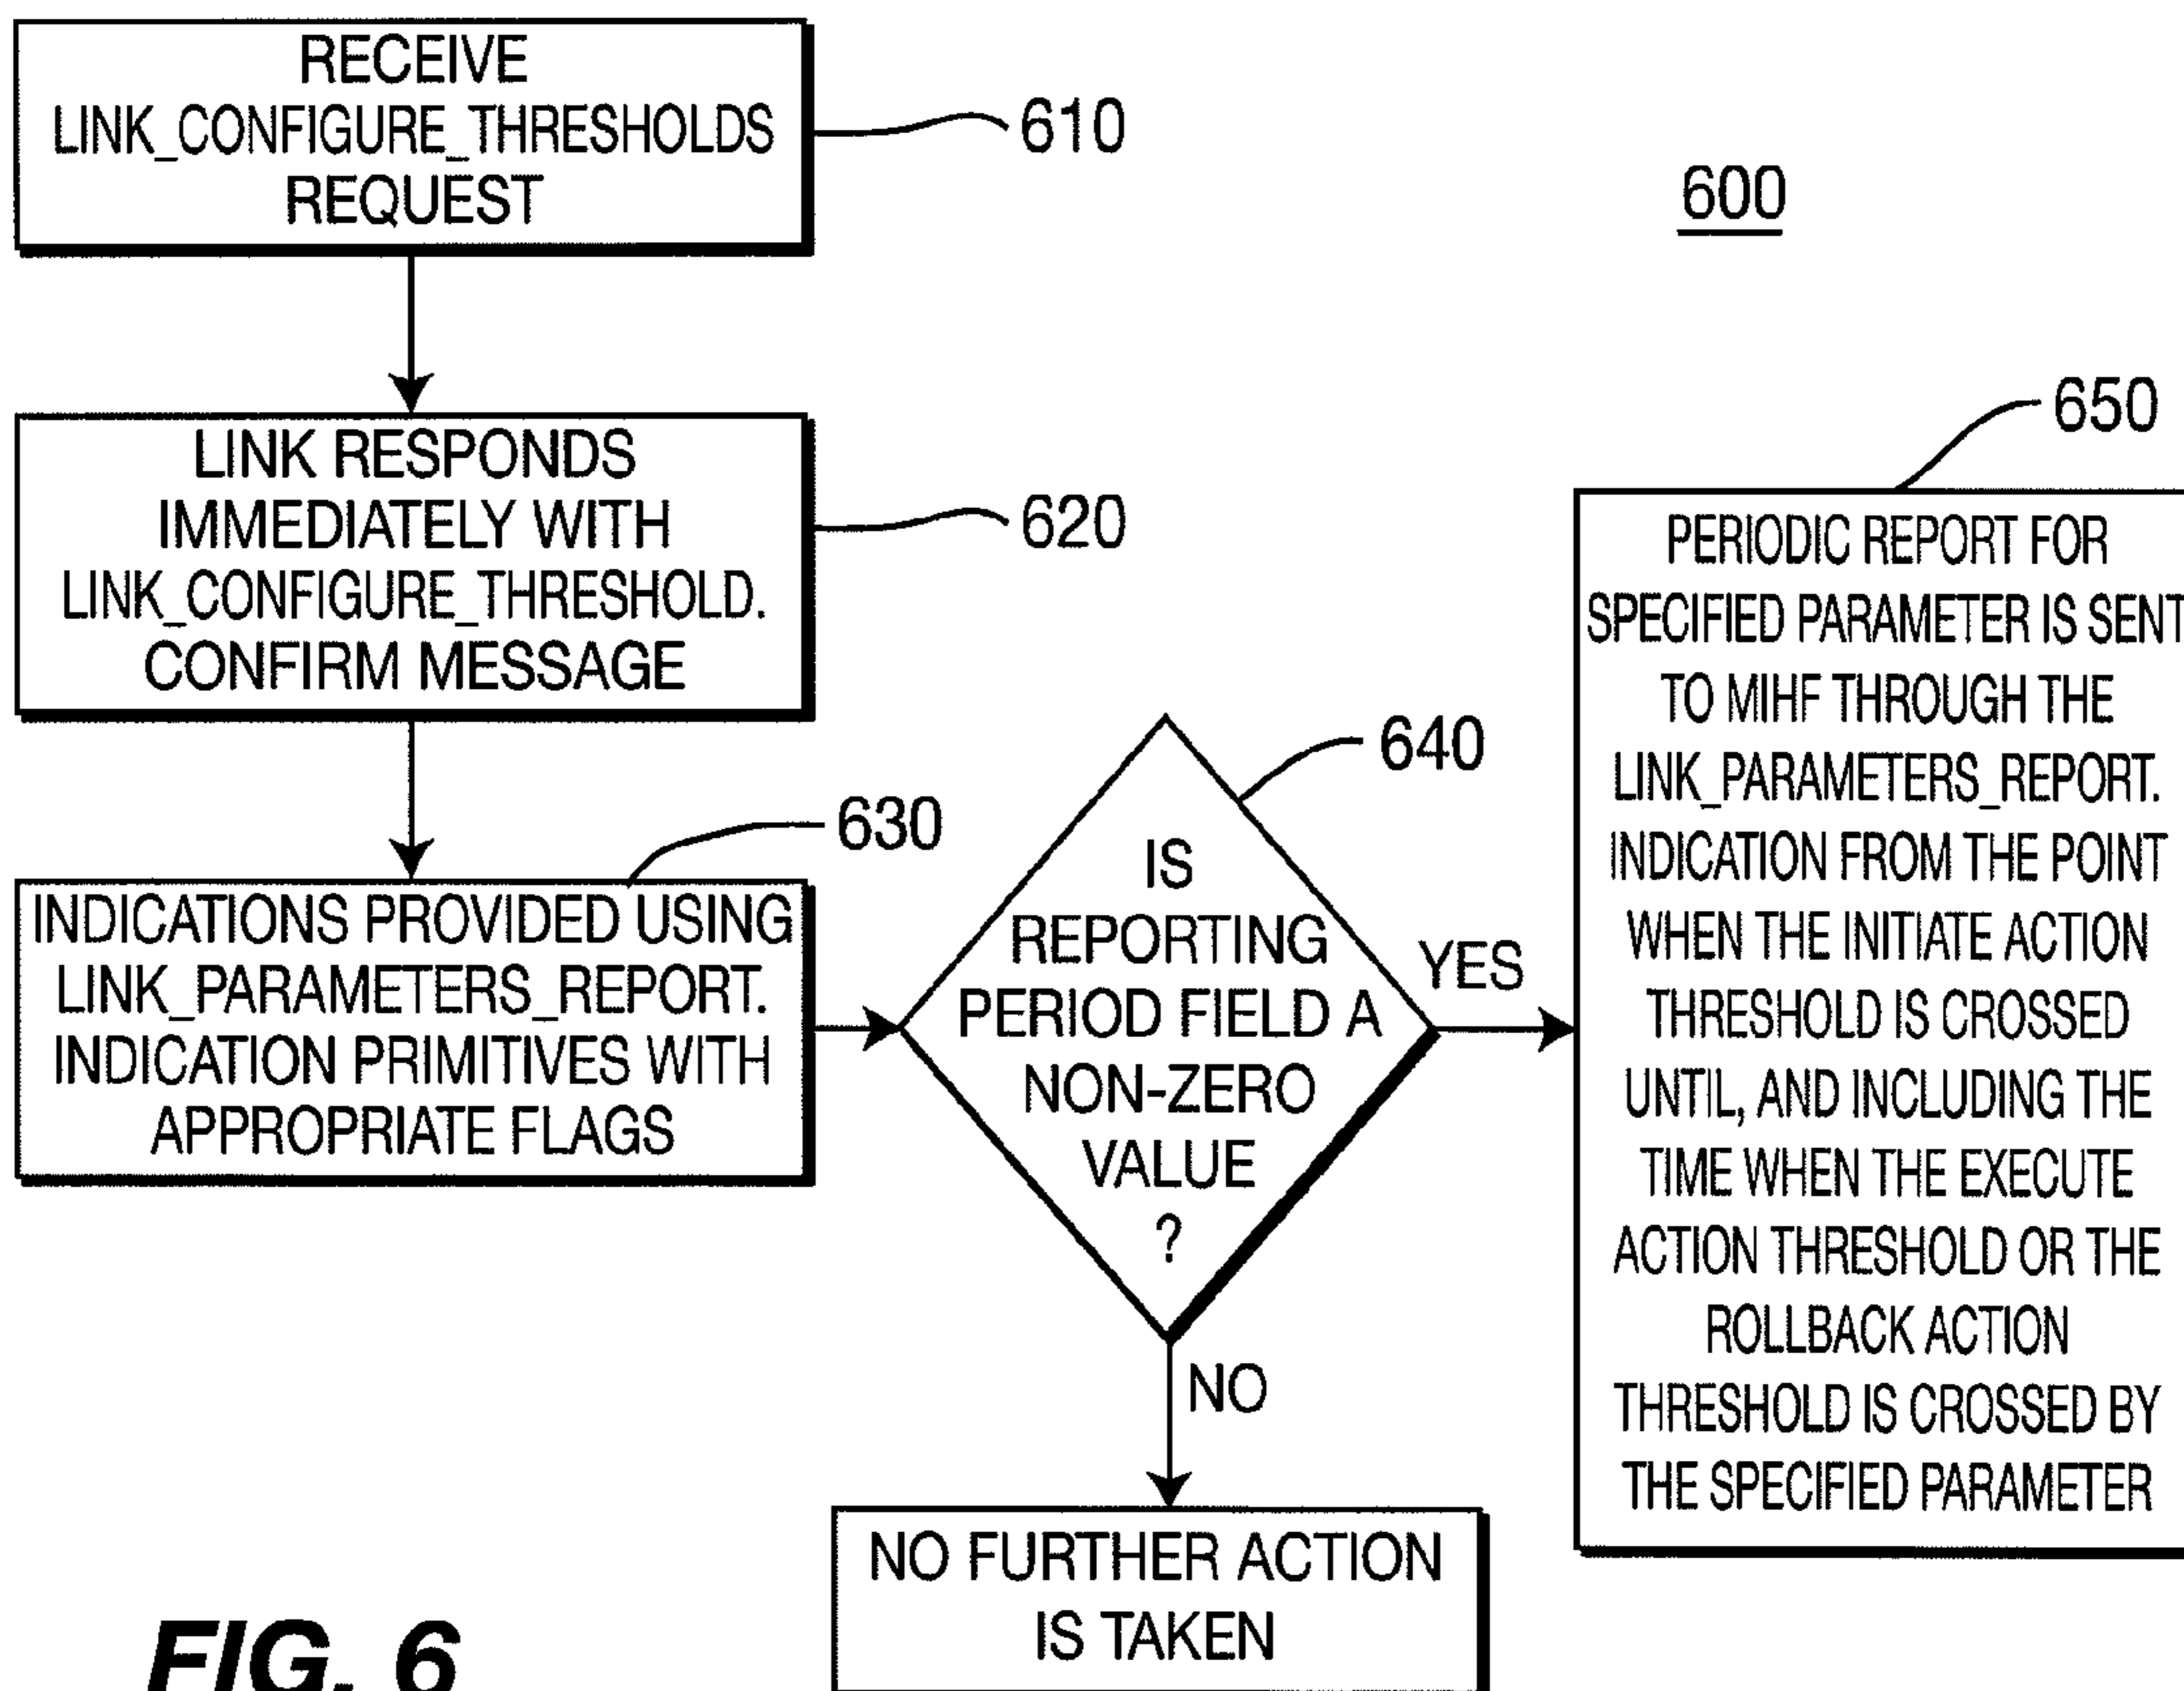 RECEIVE
LINK_CONFIGURE_THRESHOLDS
REQUEST
610
600
LINK RESPONDS
IMMEDIATELY WITH
LINK_CONFIGURE_THRESHOLD.
CONFIRM MESSAGE
620
INDICATIONS PROVIDED USING
LINK_PARAMETERS_REPORT.
INDICATION PRIMITIVES WITH
APPROPRIATE FLAGS
630
IS
REPORTING
PERIOD FIELD A
NON-ZERO
VALUE
?
640
YES
NO
650
PERIODIC REPORT FOR
SPECIFIED PARAMETER IS SENT
TO MIHF THROUGH THE
LINK_PARAMETERS_REPORT.
INDICATION FROM THE POINT
WHEN THE INITIATE ACTION
THRESHOLD IS CROSSED
UNTIL, AND INCLUDING THE
TIME WHEN THE EXECUTE
ACTION THRESHOLD OR THE
ROLLBACK ACTION
THRESHOLD IS CROSSED BY
THE SPECIFIED PARAMETER
NO FURTHER ACTION
IS TAKEN
FIG. 6